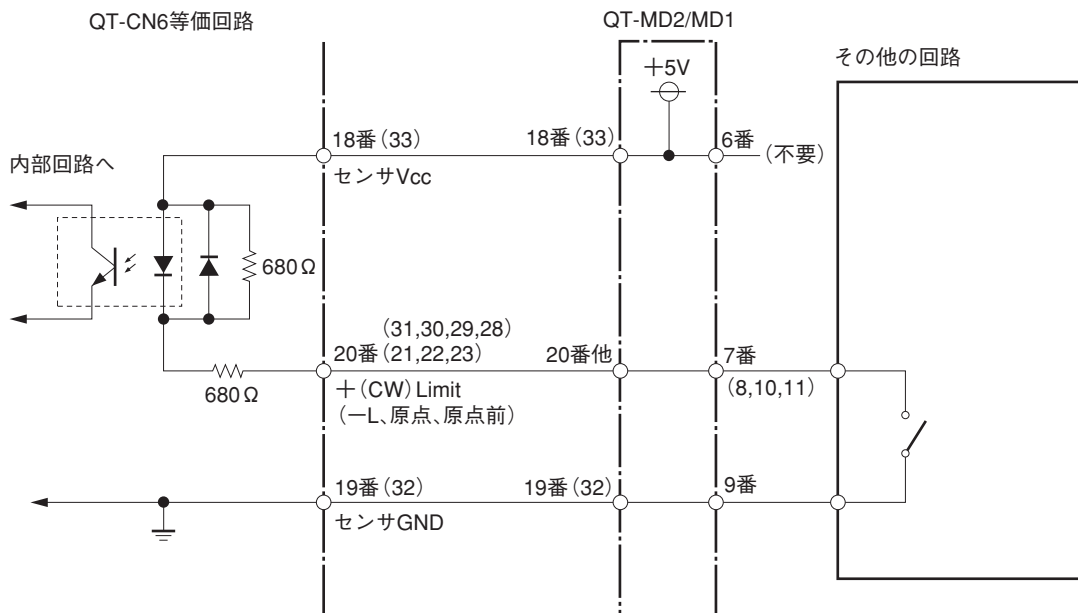 QT-CN6等価回路
QT-MD2/MD1
その他の回路
+5V
18番(33)
18番(33)
6番
(不要)
センサVcc
内部回路へ
680Ω
(31,30,29,28)
20番(21,22,23)
20番他
7番
680Ω
+(CW)Limit
(8,10,11)
(-L、原点、原点前)
19番(32)
19番(32)
9番
センサGND